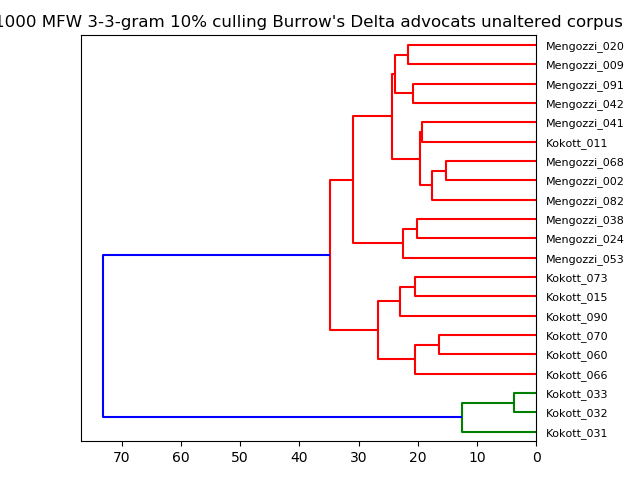 1000 MFW 3-3-gram 10% culling Burrow's Delta advocats unaltered corpus
Mengozzi_020
Mengozzi_009
Mengozzi_091
Mengozzi_042
Mengozzi_041
Kokott_011
Mengozzi_068
Mengozzi_002
Mengozzi_082
Mengozzi_038
Mengozzi_024
Mengozzi_053
Kokott_073
Kokott_015
Kokott_090
Kokott_070
Kokott_060
Kokott_066
Kokott_033
Kokott_032
Kokott_031
70 60 50 40 30 20 10 0